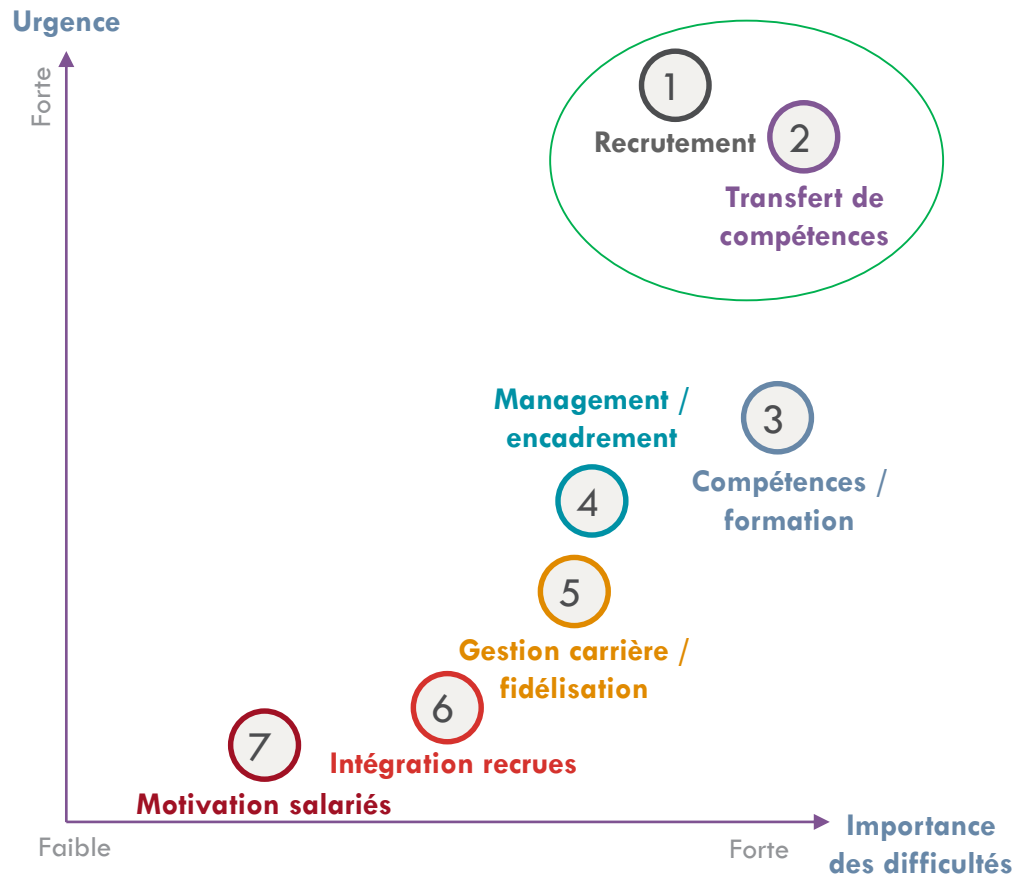 Urgence
Forte
1
Recrutement
2
Transfert de
compétences
Management /
encadrement
3
Compétences /
formation
4
5
Gestion carrière /
fidélisation
6
Intégration recrues
7
Motivation salariés
Faible
Forte
Importance
des difficultés